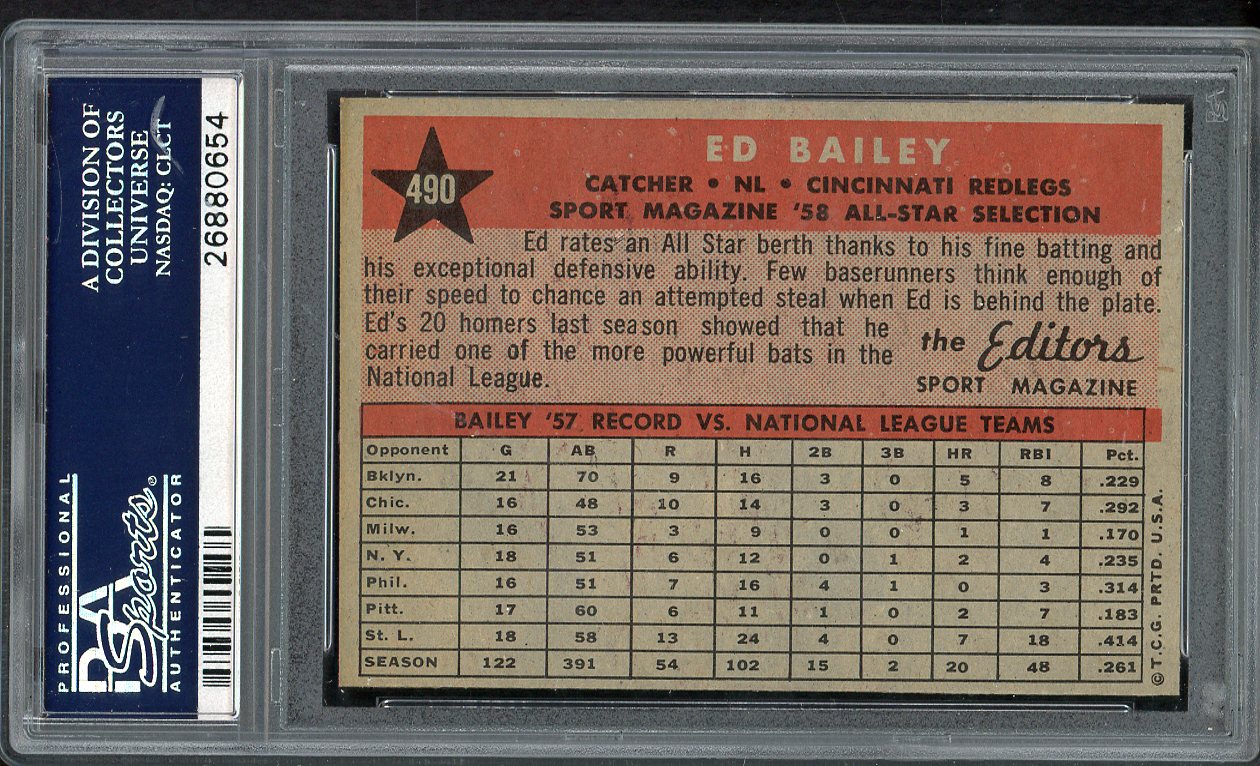 A DIVISION OF
COLLECTORS
UNIVERSE
NASDAQ: CLCT
26880654
PROFESSIONAL
PSA
Sports®
AUTHENTICATOR
490
ED BAILEY
CATCHER • NL • CINCINNATI REDLEGS
SPORT MAGAZINE '58 ALL-STAR SELECTION
Ed rates an All Star berth thanks to his fine batting and
his exceptional defensive ability. Few baserunners think enough of
their speed to chance an attempted steal when Ed is behind the plate.
Ed's 20 homers last season showed that he
carried one of the more powerful bats in the
National League.
the Editors
SPORT MAGAZINE
BAILEY '57 RECORD VS. NATIONAL LEAGUE TEAMS
Opponent G AB R H 2B 3B HR RBI Pct.
Bklyn. 21 70 9 16 3 0 5 8 .229
Chic. 16 48 10 14 3 0 3 7 .292
Milw. 16 53 3 9 0 0 1 1 .170
N. Y. 18 51 6 12 0 1 2 4 .235
Phil. 16 51 7 16 4 1 0 3 .314
Pitt. 17 60 6 11 1 0 2 7 .183
St. L. 18 58 13 24 4 0 7 18 .414
SEASON 122 391 54 102 15 2 20 48 .261
©T.C.G. PRTD. U.S.A.
PSA